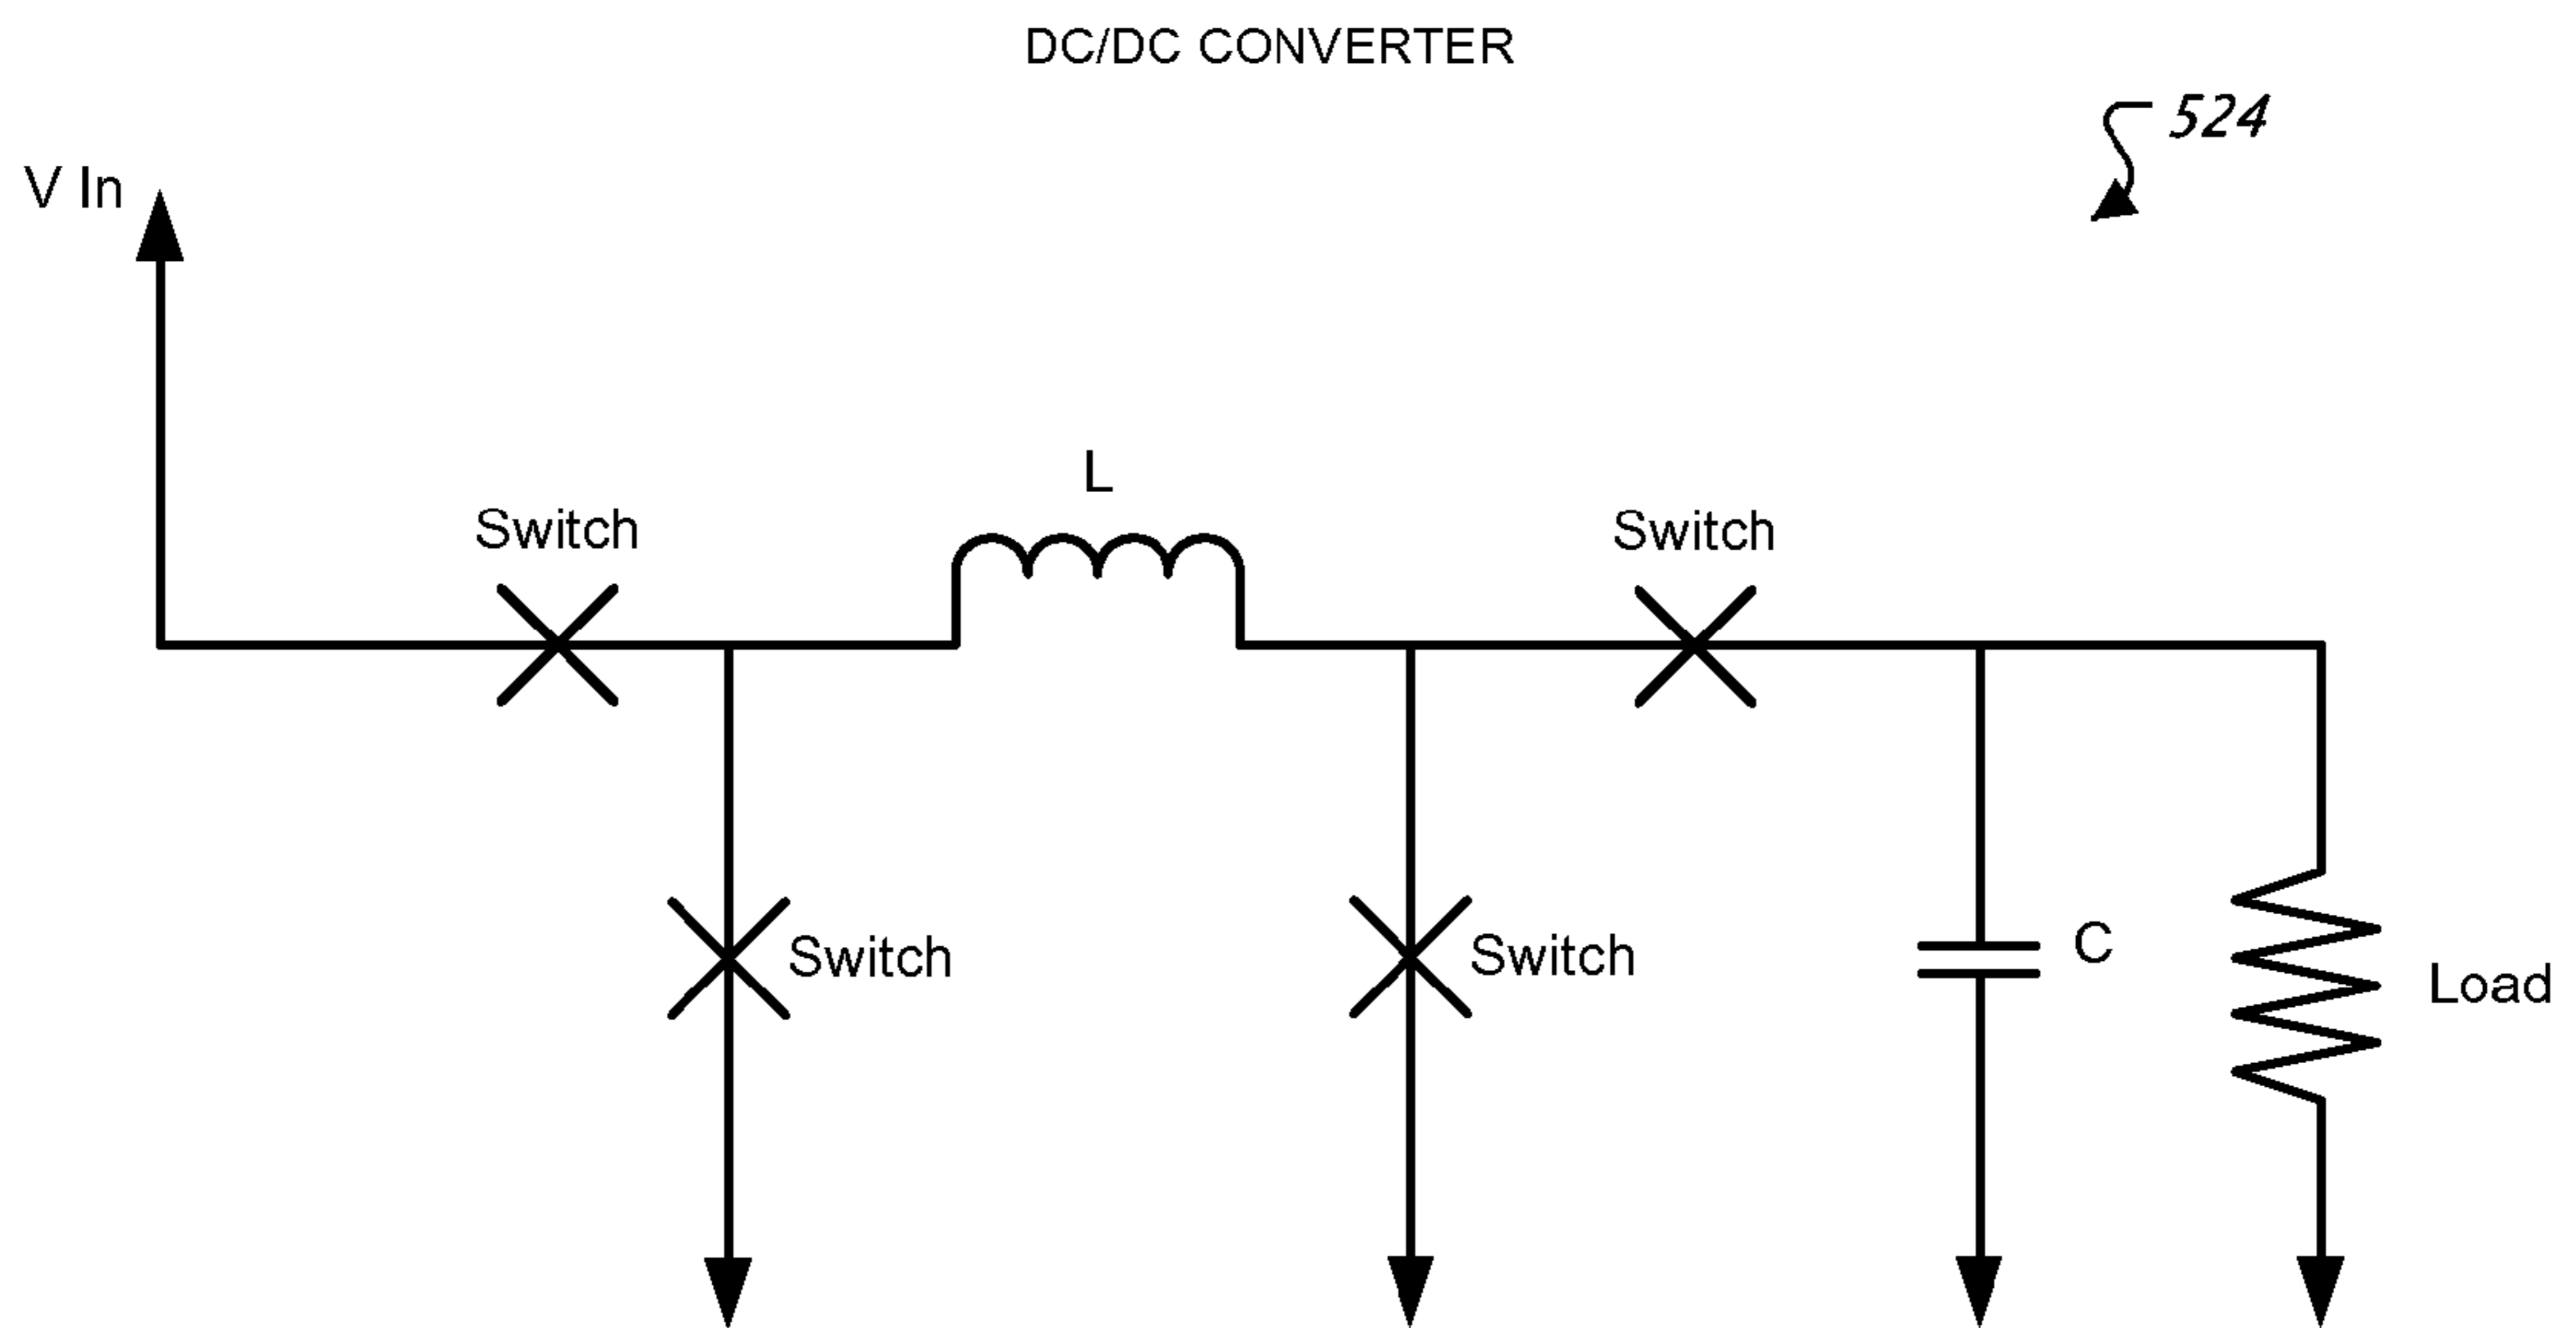 DC/DC CONVERTER
524
V In
L
Switch
Switch
Switch
Switch
C
Load